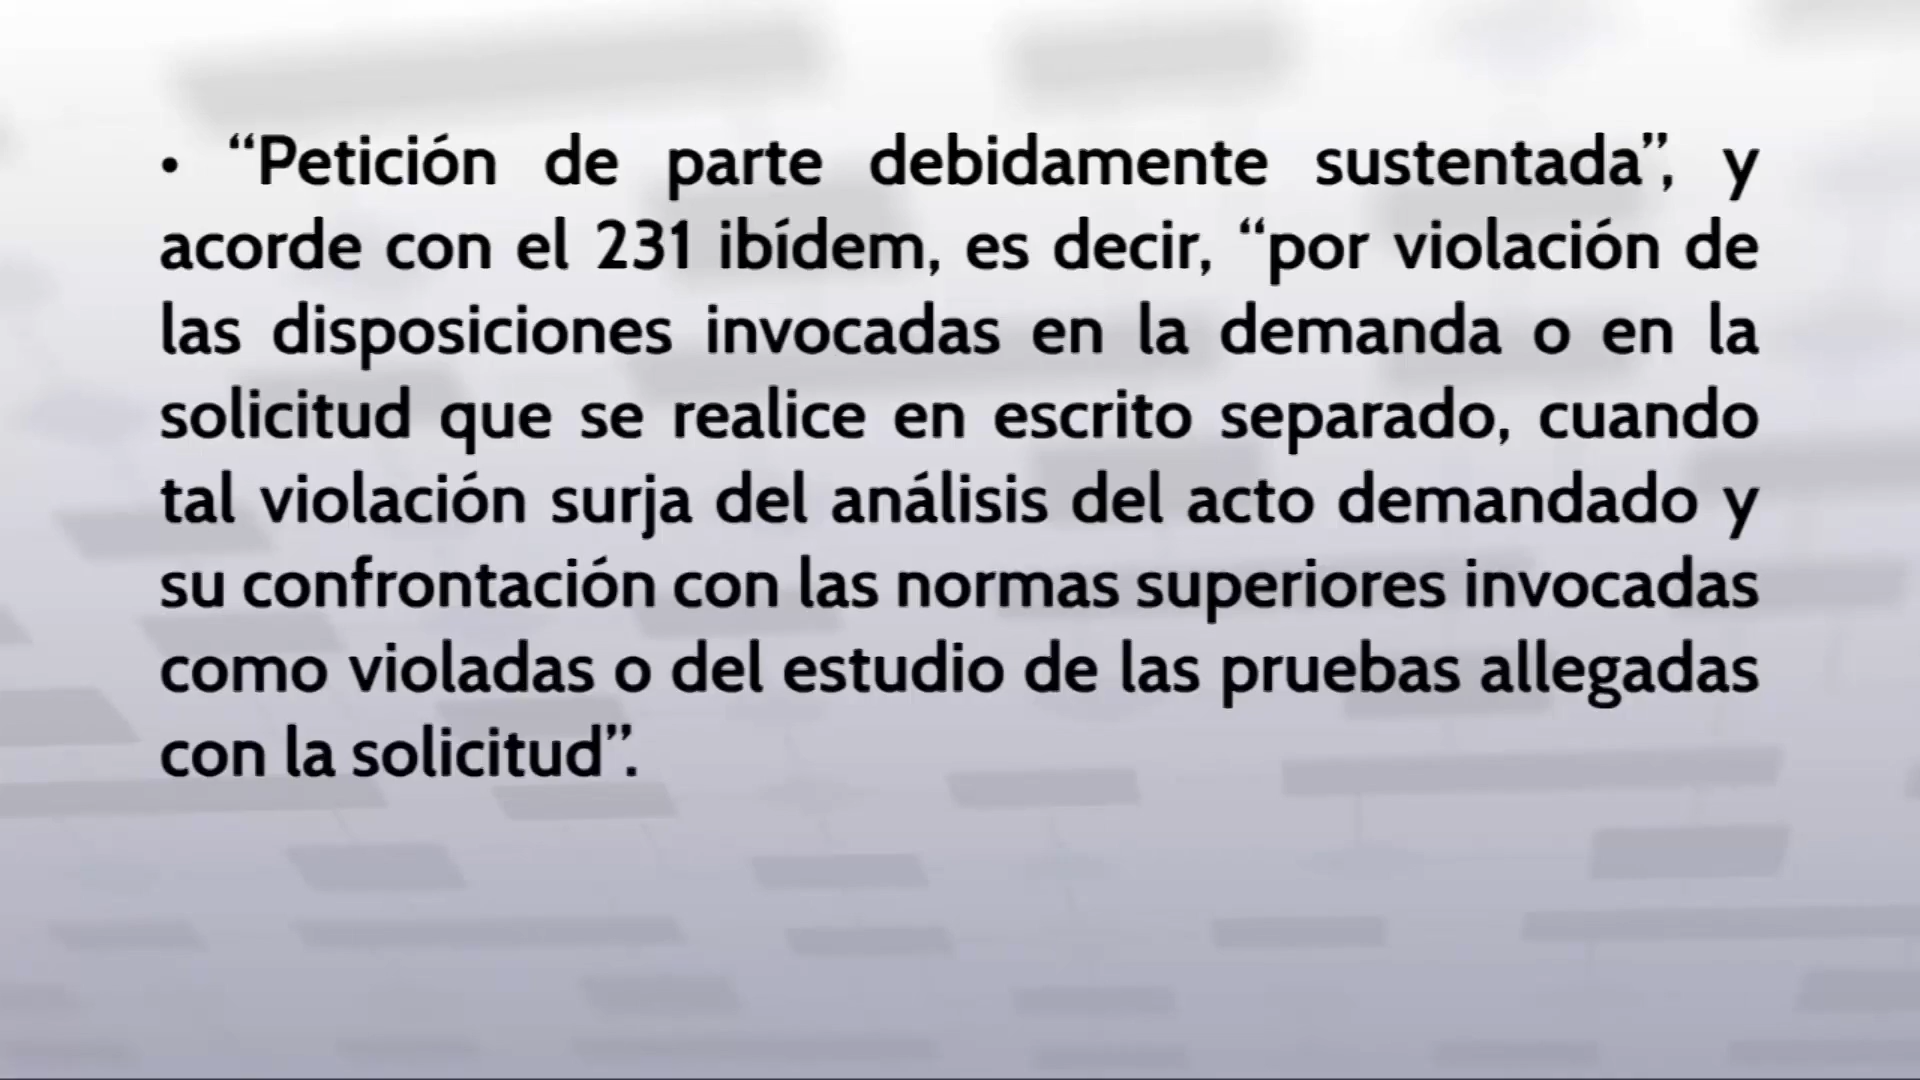 • “Petición de parte debidamente sustentada”, y
acorde con el 231 ibídem, es decir, “por violación de
las disposiciones invocadas en la demanda o en la
solicitud que se realice en escrito separado, cuando
tal violación surja del análisis del acto demandado y
su confrontación con las normas superiores invocadas
como violadas o del estudio de las pruebas allegadas
con la solicitud”.